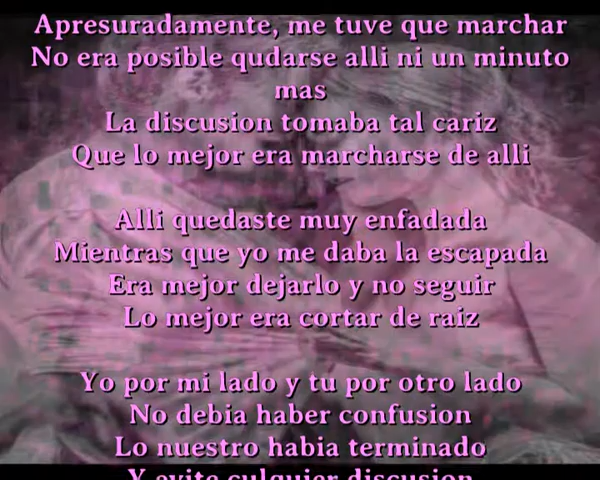 Apresuradamente, me tuve que marchar
No era posible qudarse alli ni un minuto
mas
La discusion tomaba tal cariz
Que lo mejor era marcharse de alli
Alli quedaste muy enfadada
Mientras que yo me daba la escapada
Era mejor dejarlo y no seguir
Lo mejor era cortar de raiz
Yo por mi lado y tu por otro lado
No debia haber confusion
Lo nuestro habia terminado
Y evite culquier discusion